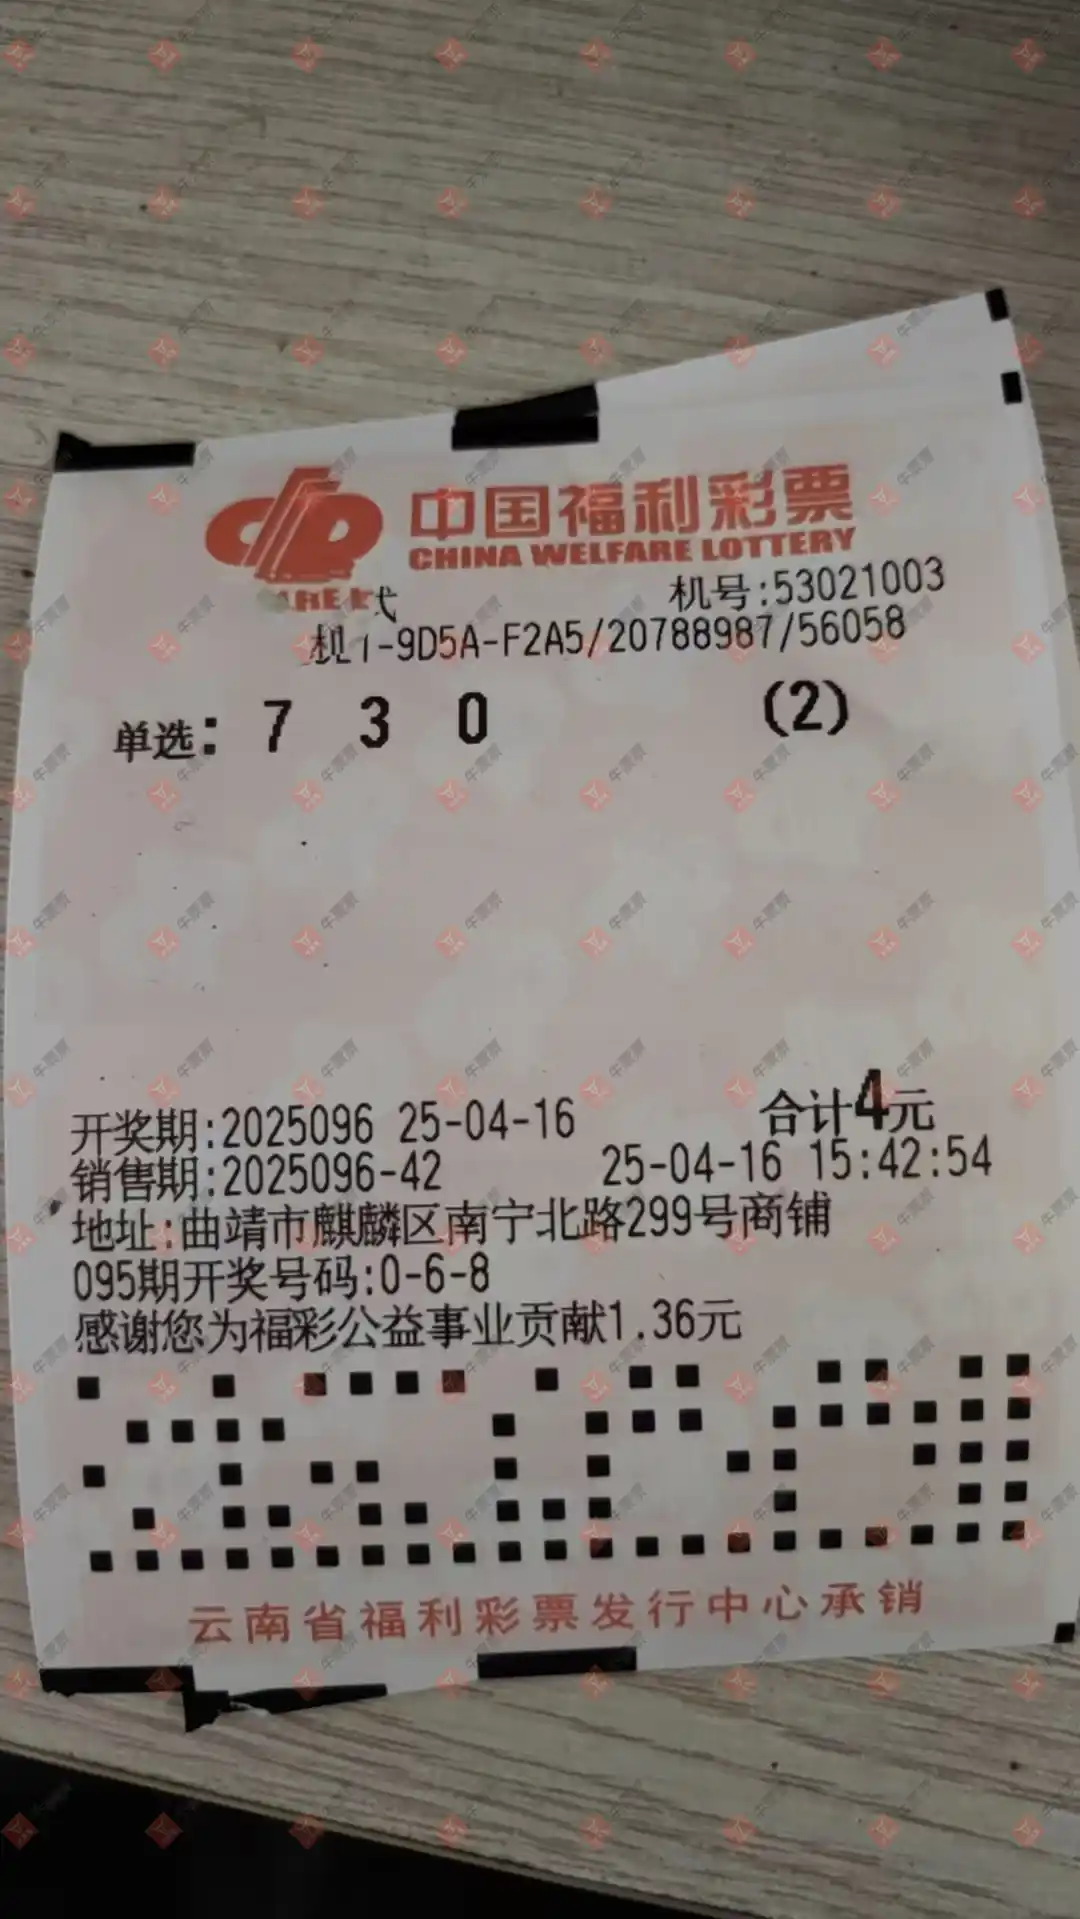 中国福利彩票
CHINA WELFARE LOTTERY
式 机号:53021003
-9D5A-F2A5/20788987/56058
单选: 7 3 0 (2)
开奖期:2025096 25-04-16 合计4元
销售期:2025096-42 25-04-16 15:42:54
地址:曲靖市麒麟区南宁北路299号商铺
095期开奖号码:0-6-8
感谢您为福彩公益事业贡献1.36元
云南省福利彩票发行中心承销